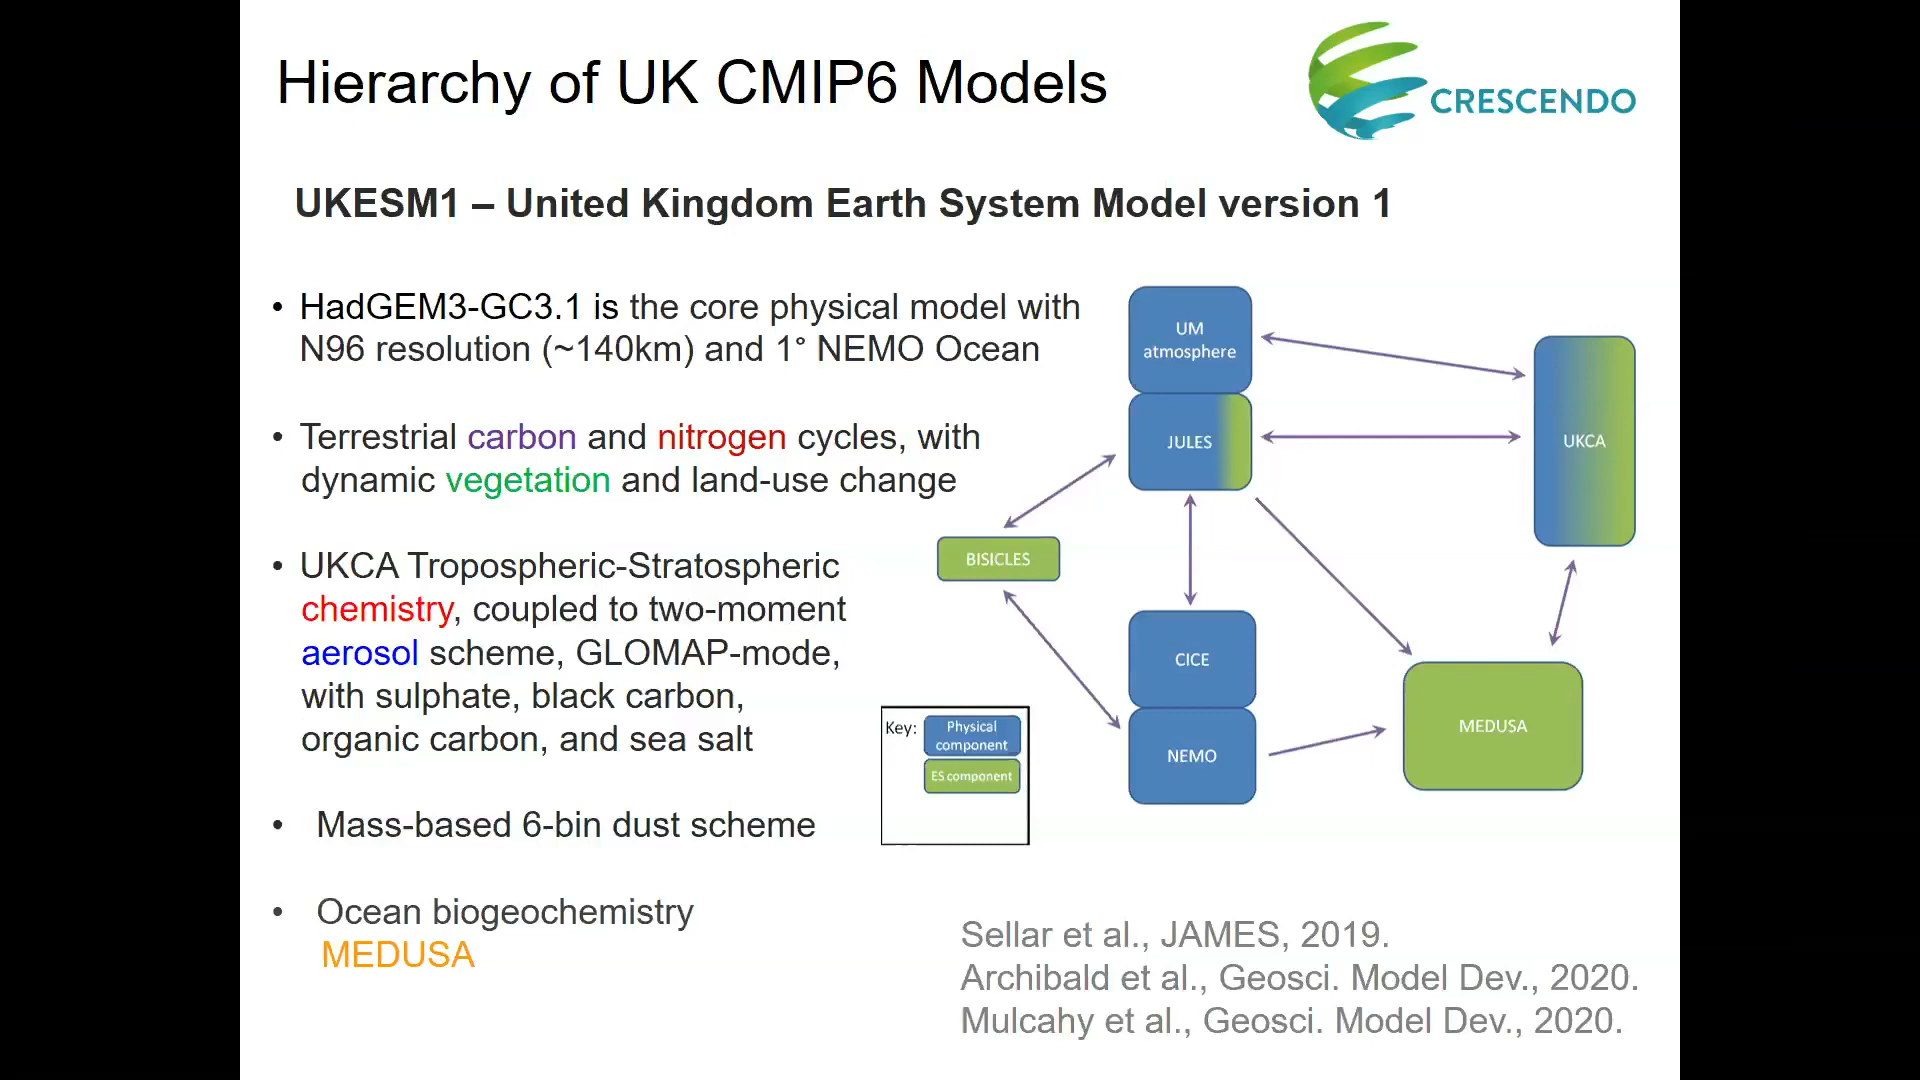 Hierarchy of UK CMIP6 Models
CRESCENDO
UKESM1 – United Kingdom Earth System Model version 1
• HadGEM3-GC3.1 is the core physical model with
N96 resolution (~140km) and 1° NEMO Ocean
• Terrestrial carbon and nitrogen cycles, with
dynamic vegetation and land-use change
• UKCA Tropospheric-Stratospheric
chemistry, coupled to two-moment
aerosol scheme, GLOMAP-mode,
with sulphate, black carbon,
organic carbon, and sea salt
• Mass-based 6-bin dust scheme
• Ocean biogeochemistry
MEDUSA
UM
atmosphere
JULES
UKCA
BISICLES
CICE
NEMO
MEDUSA
Key:
Physical
component
ES component
Sellar et al., JAMES, 2019.
Archibald et al., Geosci. Model Dev., 2020.
Mulcahy et al., Geosci. Model Dev., 2020.